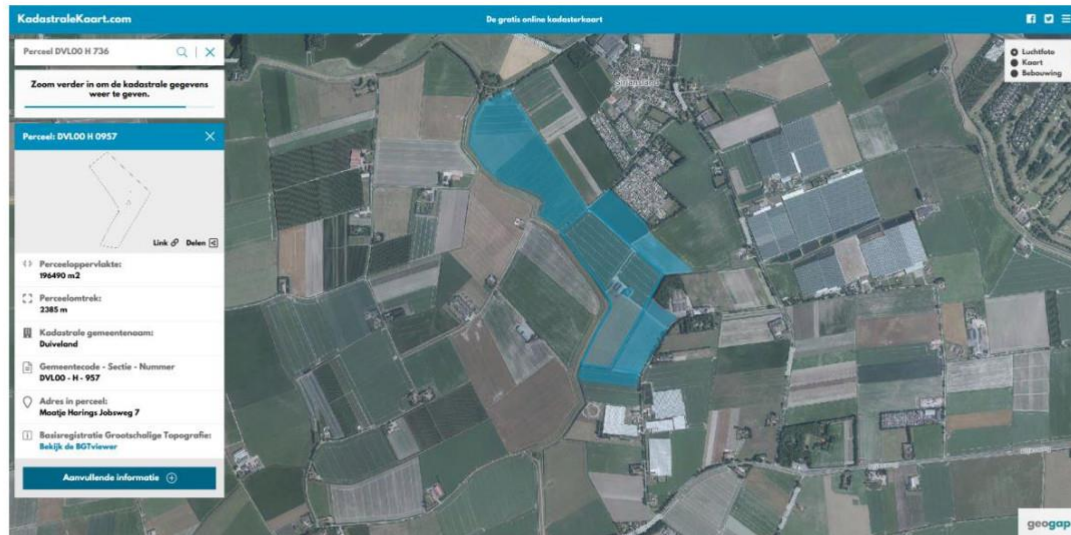 KadastraleKaart.com
De gratis online kadasterkaart
Perceel DVL00 H 736
Zoom verder in om de kadastrale gegevens
weer te geven.
Perceel: DVL00 H 0957
Link
Delen
Perceeloppervlakte:
196490 m2
Perceelomtrek:
2385 m
Kadastrale gemeentenaam:
Duiveland
Gemeentecode - Sectie - Nummer
DVL00 - H - 957
Adres in perceel:
Maatje Harings Jobsweg 7
Basisregistratie Grootschalige Topografie:
Bekijk de BGTviewer
Aanvullende informatie
Luchtfoto
Kaart
Bebouwing
geogap